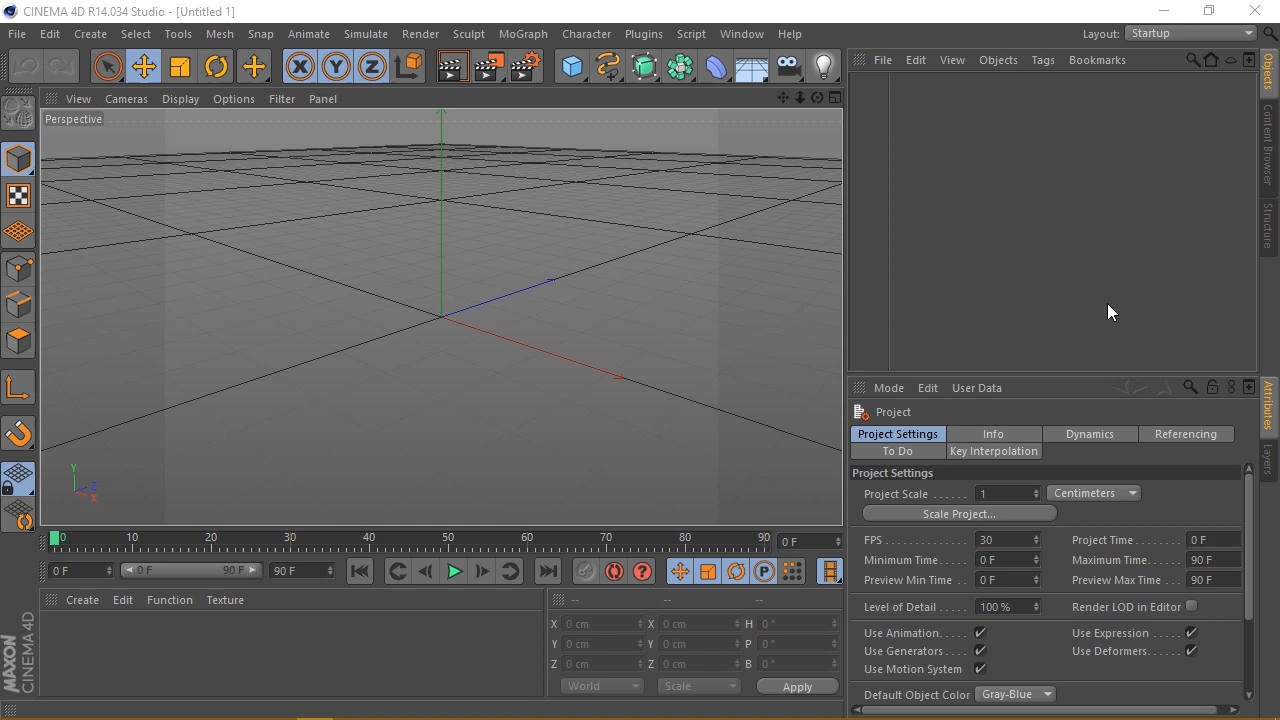 CINEMA 4D R14.034 Studio - [Untitled 1]
File Edit Create Select Tools Mesh Snap Animate Simulate Render Sculpt MoGraph Character Plugins Script Window Help Layout: Startup
X Y Z
File Edit View Objects Tags Bookmarks
View Cameras Display Options Filter Panel
Perspective
Objects
Content Browser
Structure
Y
Z
X
Mode Edit User Data
Attributes
Layers
Project
Project Settings Info Dynamics Referencing
To Do Key Interpolation
Project Settings
Project Scale ...... 1 Centimeters
Scale Project...
FPS ............. 30 Project Time ........ 0 F
Minimum Time .... 0 F Maximum Time...... 90 F
Preview Min Time .. 0 F Preview Max Time ... 90 F
Level of Detail ..... 100 % Render LOD in Editor
Use Animation..... Use Expression .....
Use Generators .... Use Deformers......
Use Motion System
Default Object Color Gray-Blue
0 10 20 30 40 50 60 70 80 90 0 F
0 F 0 F 90 F 90 F
? P
Create Edit Function Texture
-- -- --
X 0 cm X 0 cm H 0 °
Y 0 cm Y 0 cm P 0 °
Z 0 cm Z 0 cm B 0 °
World Scale Apply
MAXON
CINEMA 4D